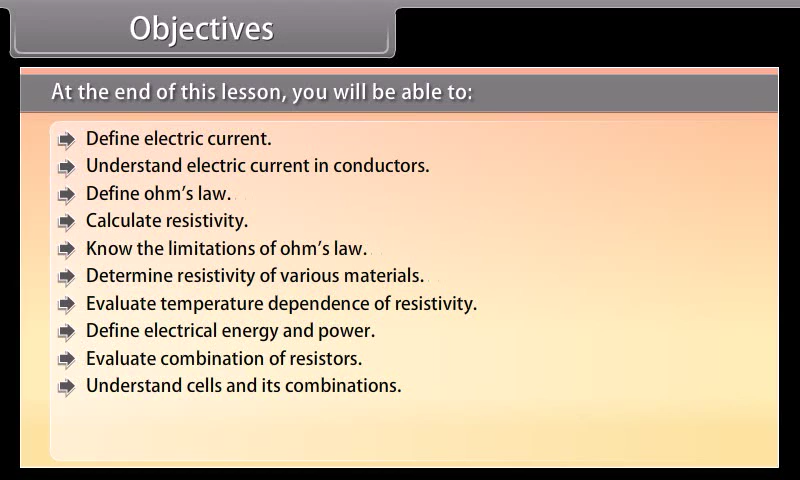 Objectives
At the end of this lesson, you will be able to:
Define electric current.
Understand electric current in conductors.
Define ohm's law.
Calculate resistivity.
Know the limitations of ohm's law.
Determine resistivity of various materials.
Evaluate temperature dependence of resistivity.
Define electrical energy and power.
Evaluate combination of resistors.
Understand cells and its combinations.